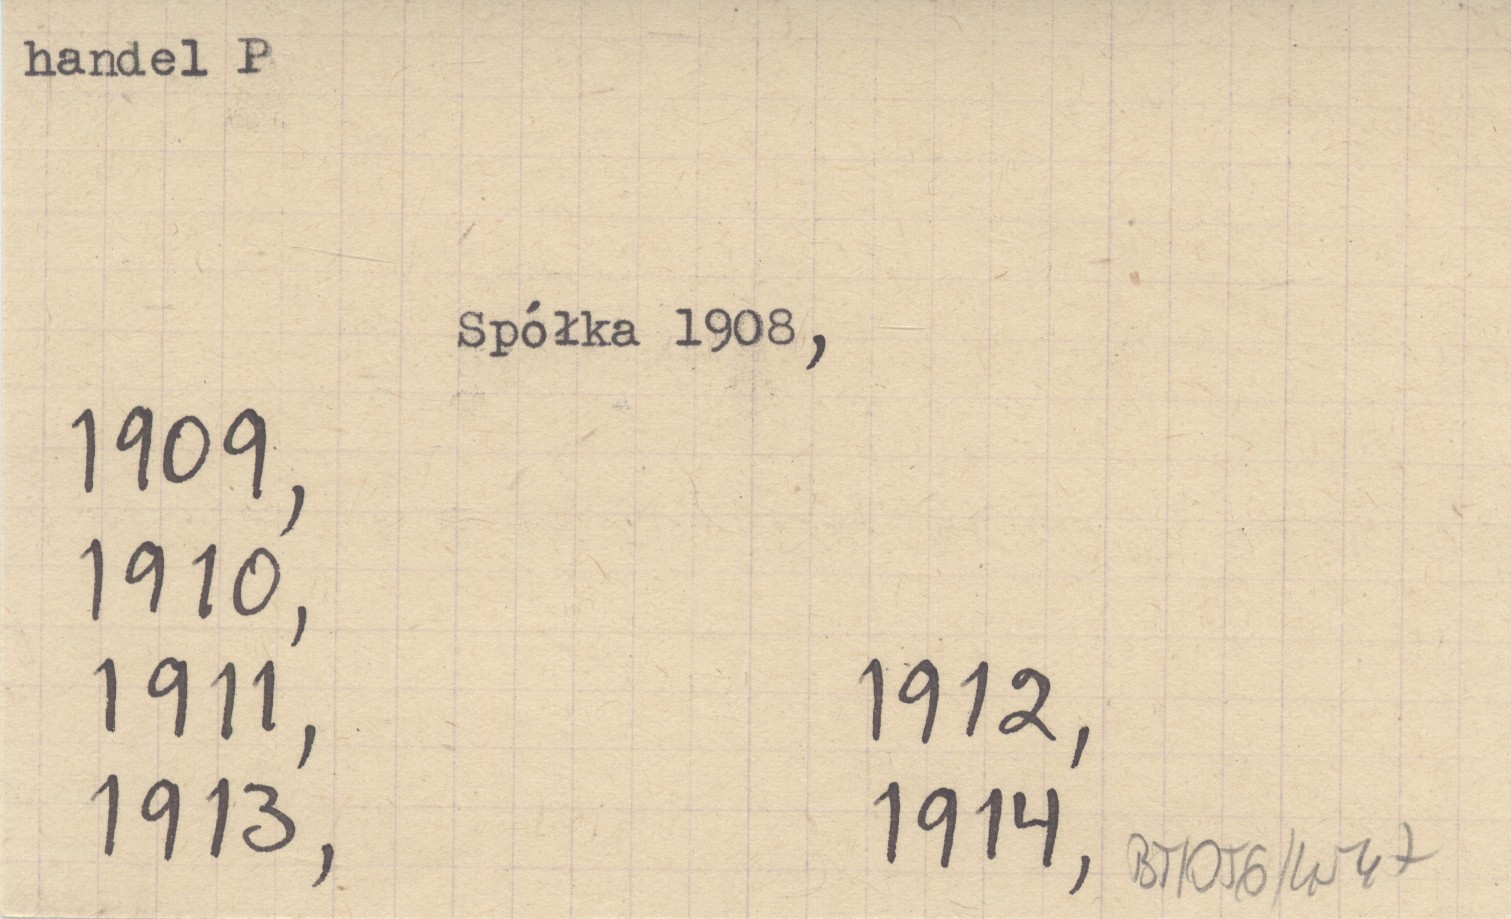 handel P
Spółka 1908,
1909,
1910,
1911, 1912,
1913, 1914,